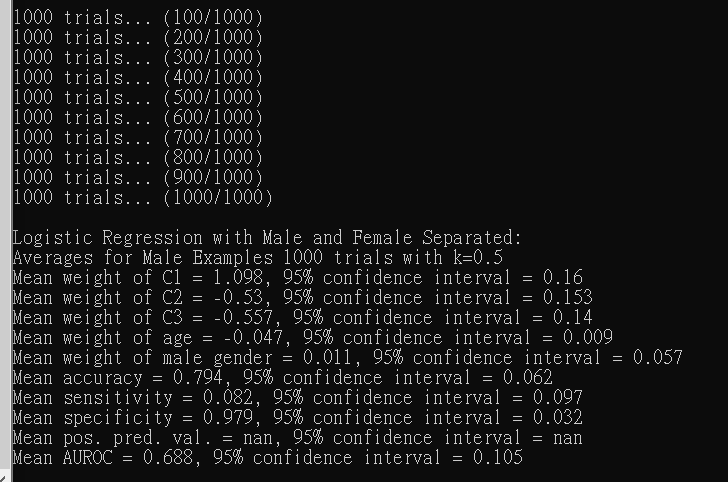 1000 trials... (100/1000)
1000 trials... (200/1000)
1000 trials... (300/1000)
1000 trials... (400/1000)
1000 trials... (500/1000)
1000 trials... (600/1000)
1000 trials... (700/1000)
1000 trials... (800/1000)
1000 trials... (900/1000)
1000 trials... (1000/1000)
Logistic Regression with Male and Female Separated:
Averages for Male Examples 1000 trials with k=0.5
Mean weight of C1 = 1.098, 95% confidence interval = 0.16
Mean weight of C2 = -0.53, 95% confidence interval = 0.153
Mean weight of C3 = -0.557, 95% confidence interval = 0.14
Mean weight of age = -0.047, 95% confidence interval = 0.009
Mean weight of male gender = 0.011, 95% confidence interval = 0.057
Mean accuracy = 0.794, 95% confidence interval = 0.062
Mean sensitivity = 0.082, 95% confidence interval = 0.097
Mean specificity = 0.979, 95% confidence interval = 0.032
Mean pos. pred. val. = nan, 95% confidence interval = nan
Mean AUROC = 0.688, 95% confidence interval = 0.105